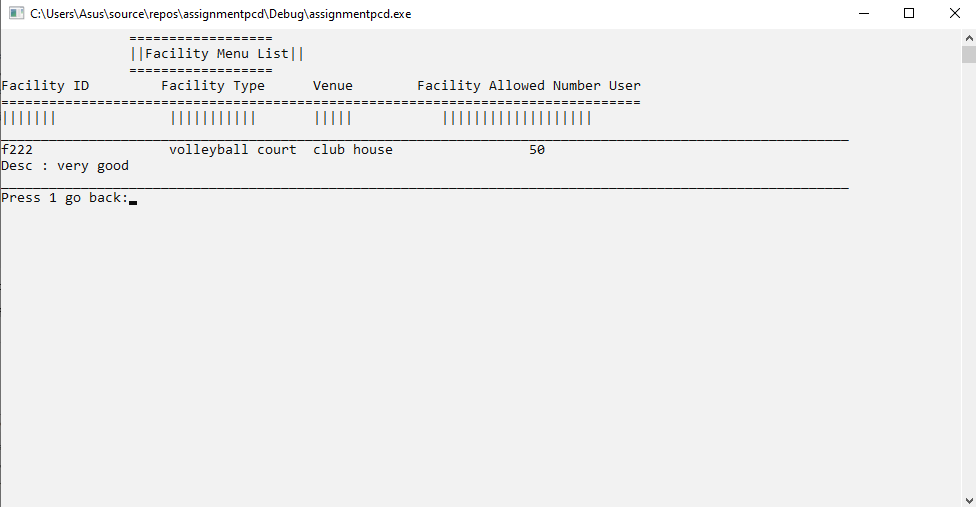 C:\Users\Asus\source\repos\assignmentpcd\Debug\assignmentpcd.exe
==================
||Facility Menu List||
==================
Facility ID         Facility Type      Venue        Facility Allowed Number User
================================================================================
|||||||              |||||||||||       |||||           |||||||||||||||||||
__________________________________________________________________________________________________________
f222                 volleyball court  club house                 50
Desc : very good
__________________________________________________________________________________________________________
Press 1 go back: